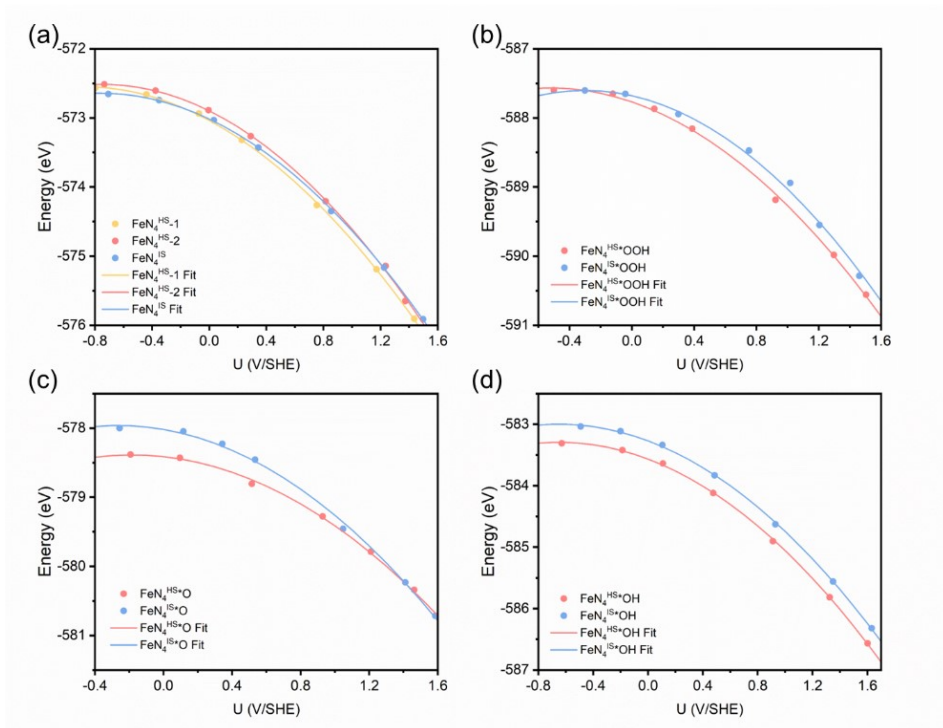 (a)
-572
-573
-574
-575
-576
Energy (eV)
FeN₄ᴴˢ-1
FeN₄ᴴˢ-2
FeN₄ᴵˢ
FeN₄ᴴˢ-1 Fit
FeN₄ᴴˢ-2 Fit
FeN₄ᴵˢ Fit
-0.8 -0.4 0.0 0.4 0.8 1.2 1.6
U (V/SHE)
(b)
-587
-588
-589
-590
-591
Energy (eV)
FeN₄ᴴˢ*OOH
FeN₄ᴵˢ*OOH
FeN₄ᴴˢ*OOH Fit
FeN₄ᴵˢ*OOH Fit
-0.4 0.0 0.4 0.8 1.2 1.6
U (V/SHE)
(c)
-578
-579
-580
-581
Energy (eV)
FeN₄ᴴˢ*O
FeN₄ᴵˢ*O
FeN₄ᴴˢ*O Fit
FeN₄ᴵˢ*O Fit
-0.4 0.0 0.4 0.8 1.2 1.6
U (V/SHE)
(d)
-583
-584
-585
-586
-587
Energy (eV)
FeN₄ᴴˢ*OH
FeN₄ᴵˢ*OH
FeN₄ᴴˢ*OH Fit
FeN₄ᴵˢ*OH Fit
-0.8 -0.4 0.0 0.4 0.8 1.2 1.6
U (V/SHE)